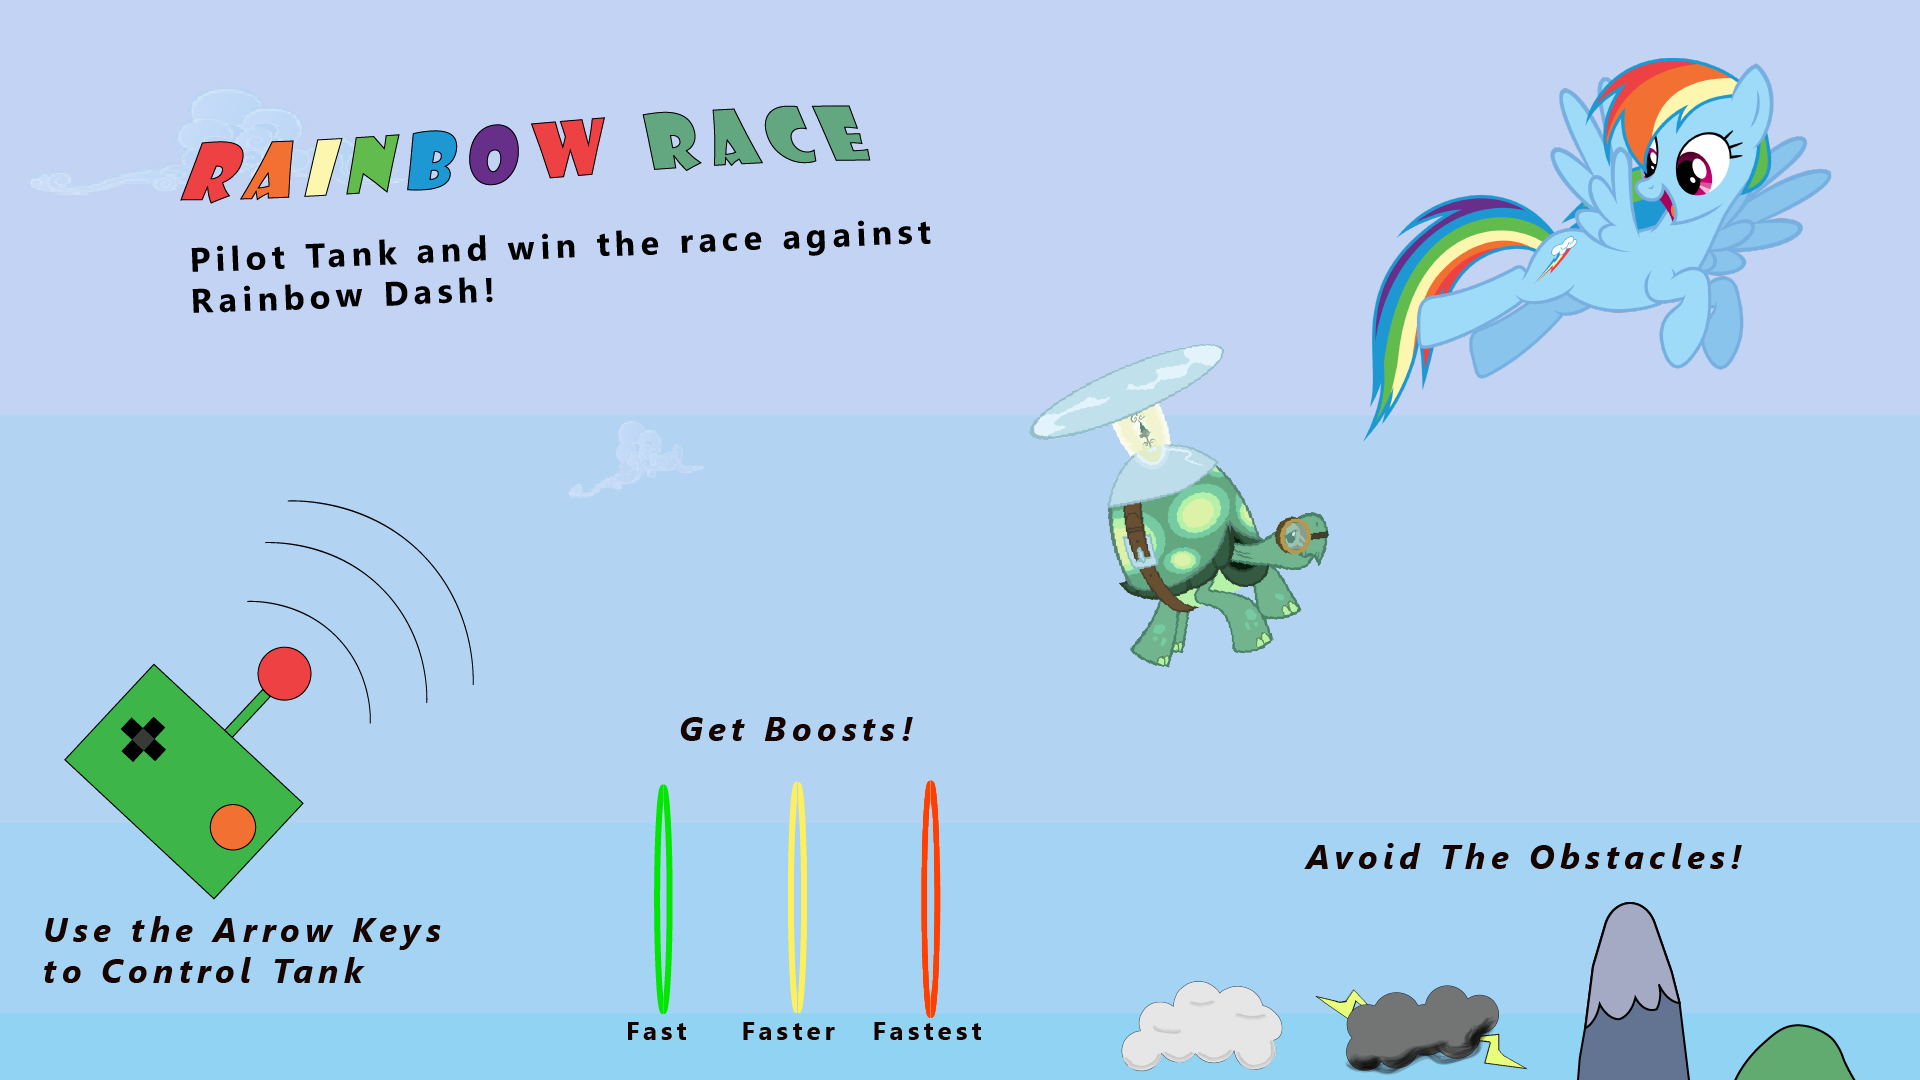 RAINBOW RACE
Pilot Tank and win the race against
Rainbow Dash!
Get Boosts!
Avoid The Obstacles!
Use the Arrow Keys
to Control Tank
Fast Faster Fastest